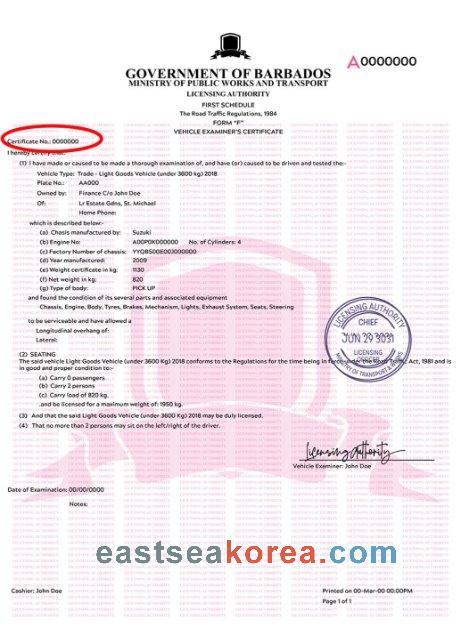 A0000000
GOVERNMENT OF BARBADOS
MINISTRY OF PUBLIC WORKS AND TRANSPORT
LICENSING AUTHORITY
FIRST SCHEDULE
The Road Traffic Regulations, 1984
FORM "F"
VEHICLE EXAMINER'S CERTIFICATE
Certificate No.: 0000000
I hereby certify that:
(1) I have made or caused to be made a thorough examination of, and have (or) caused to be driven and tested the:-
Vehicle Type: Trade - Light Goods Vehicle (under 3600 kg) 2018
Plate No.: AA000
Owned by: Finance C/o John Doe
Of: Lr Estate Gdns, St. Michael
Home Phone:
which is described below:-
(a) Chasis manufactured by: Suzuki
(b) Engine No: A00P0K000000 No. of Cylinders: 4
(c) Factory Number of chassis: YYQBS00E00J000000
(d) Year manufactured: 2009
(e) Weight certificate in kg: 1130
(f) Net weight in kg: 820
(g) Type of body: PICK UP
and found the condition of its several parts and associated equipment
Chassis, Engine, Body, Tyres, Brakes, Mechanism, Lights, Exhaust System, Seats, Steering
to be serviceable and have allowed a
Longitudinal overhang of:
Lateral:
LICENSING AUTHORITY
CHIEF
JUN 29 3031
LICENSING
OFFICER
MINISTRY OF TRANSPORT & WORKS
(2) SEATING
The said vehicle Light Goods Vehicle (under 3600 Kg) 2018 conforms to the Regulations for the time being in force under the Road Traffic Act, 1981 and is
in good and proper condition to:-
(a) Carry 0 passengers
(b) Carry 2 persons
(c) Carry load of 820 kg.
and be licensed for a maximum weight of: 1950 kg.
(3) And that the said Light Goods Vehicle (under 3600 Kg) 2018 may be duly licensed.
(4) That no more than 2 persons may sit on the left/right of the driver.
Licensing Authority
Vehicle Examiner: John Doe
Date of Examination: 00/00/0000
Notes:
eastseakorea.com
Cashier: John Doe
Printed on 00-Mar-00 00:00PM
Page 1 of 1